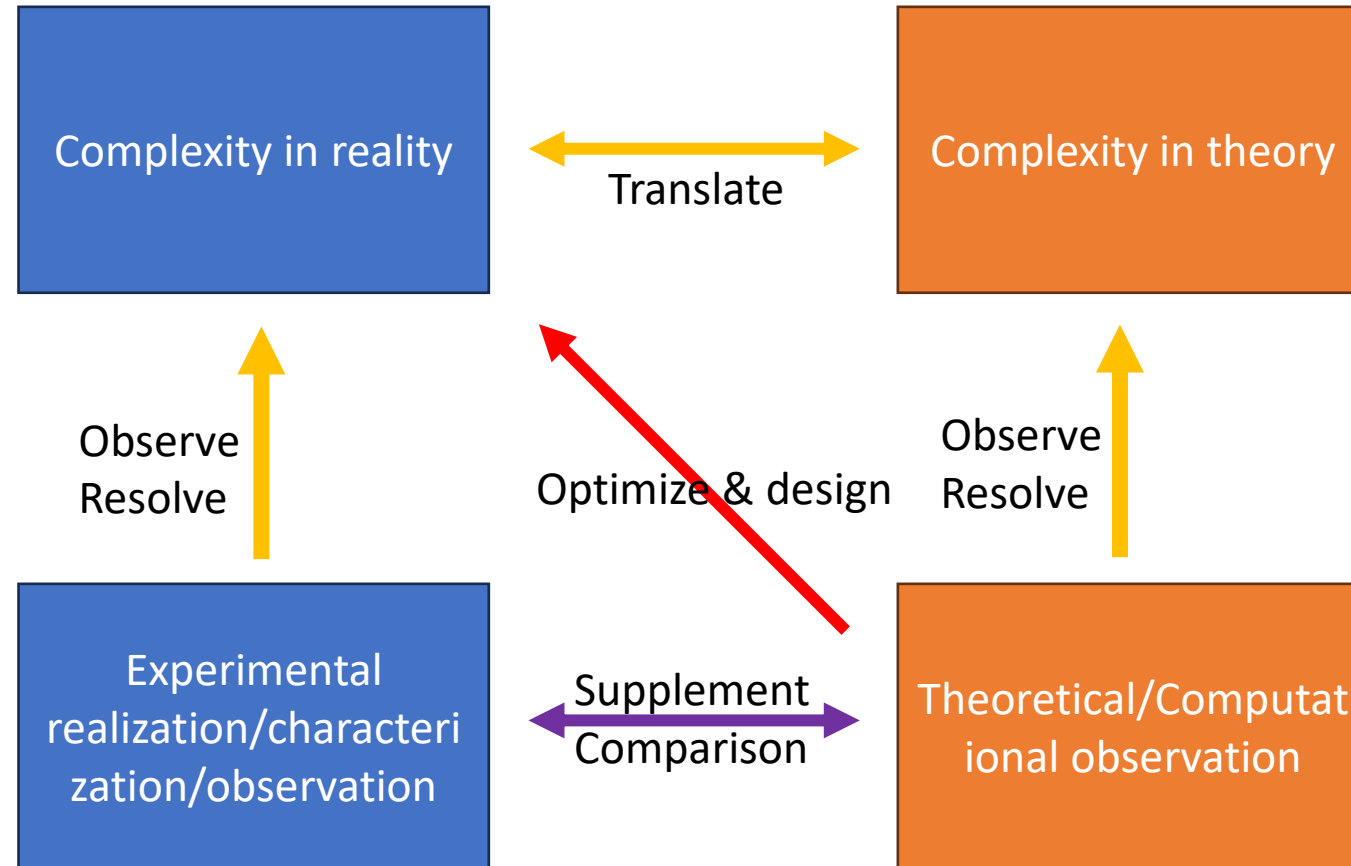 Complexity in reality
Translate
Complexity in theory
Observe
Resolve
Optimize & design
Observe
Resolve
Experimental
realization/characteri
zation/observation
Supplement
Comparison
Theoretical/Computat
ional observation